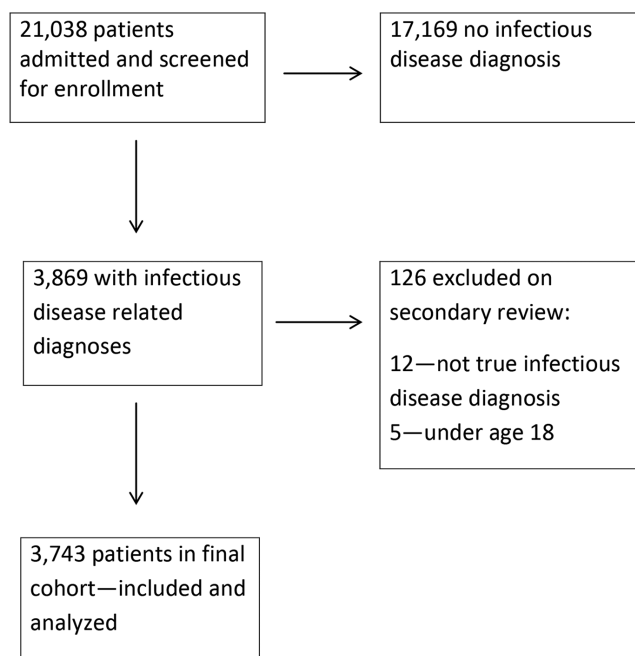 21,038 patients
admitted and screened
for enrollment
17,169 no infectious
disease diagnosis
3,869 with infectious
disease related
diagnoses
126 excluded on
secondary review:
12—not true infectious
disease diagnosis
5—under age 18
3,743 patients in final
cohort—included and
analyzed